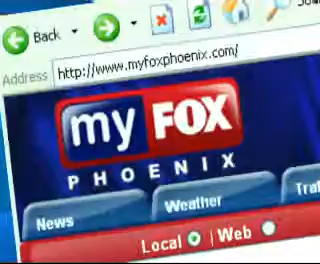 Back
Address http://www.myfoxphoenix.com/
my FOX
PHOENIX
News Weather
Local | Web